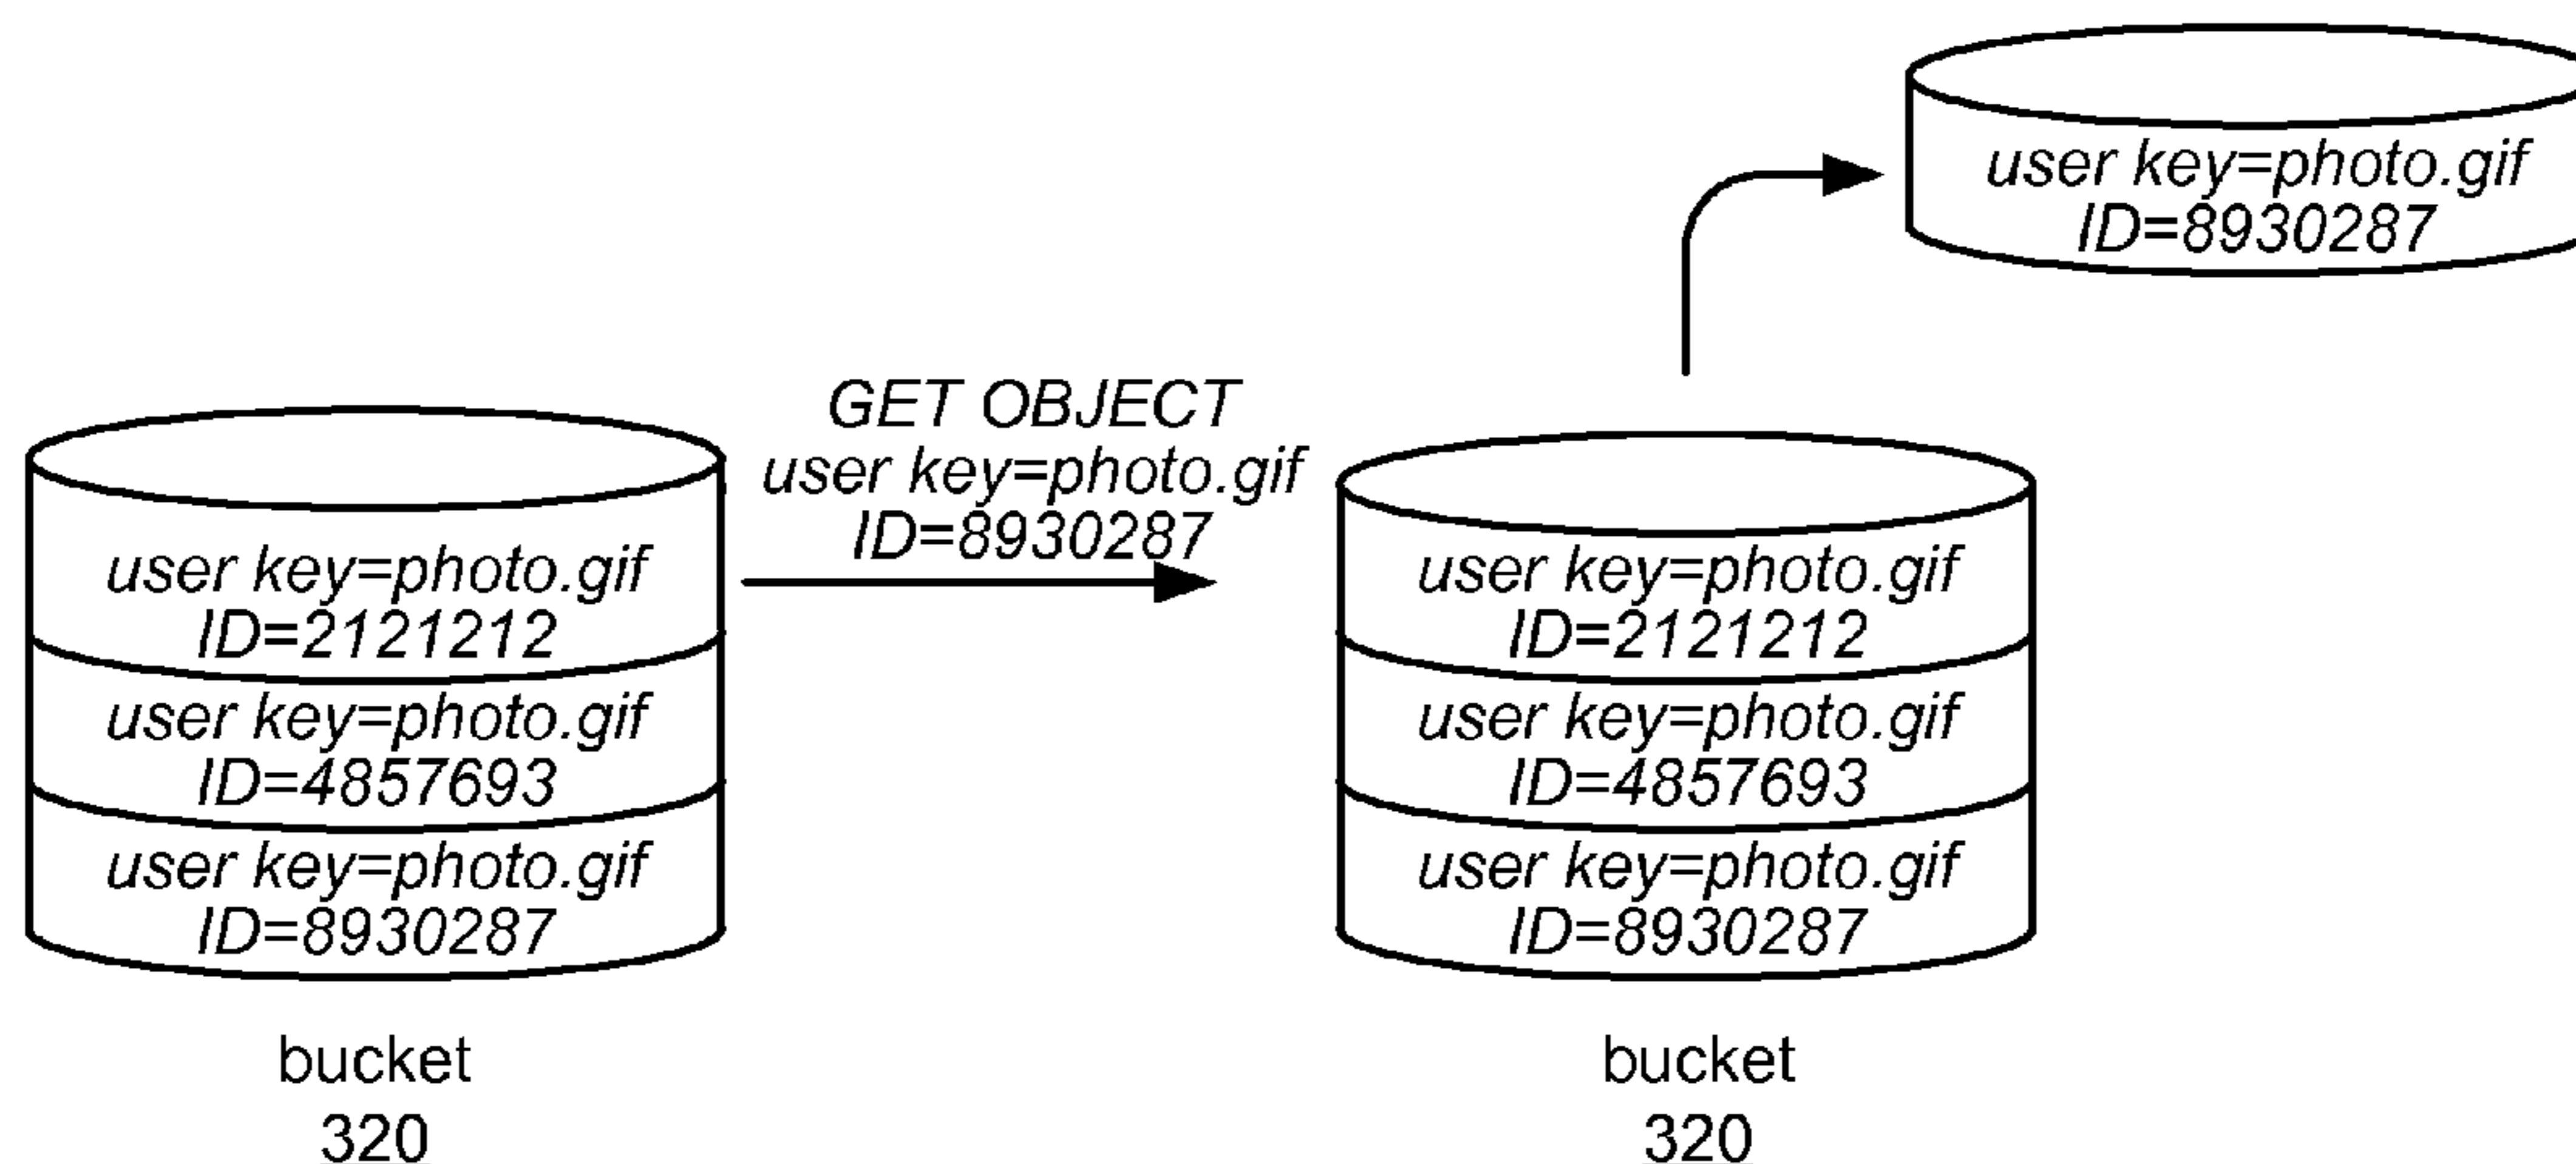 user key=photo.gif
ID=8930287
GET OBJECT
user key=photo.gif
ID=8930287
user key=photo.gif
ID=2121212
user key=photo.gif
ID=4857693
user key=photo.gif
ID=8930287
bucket
320
user key=photo.gif
ID=2121212
user key=photo.gif
ID=4857693
user key=photo.gif
ID=8930287
bucket
320